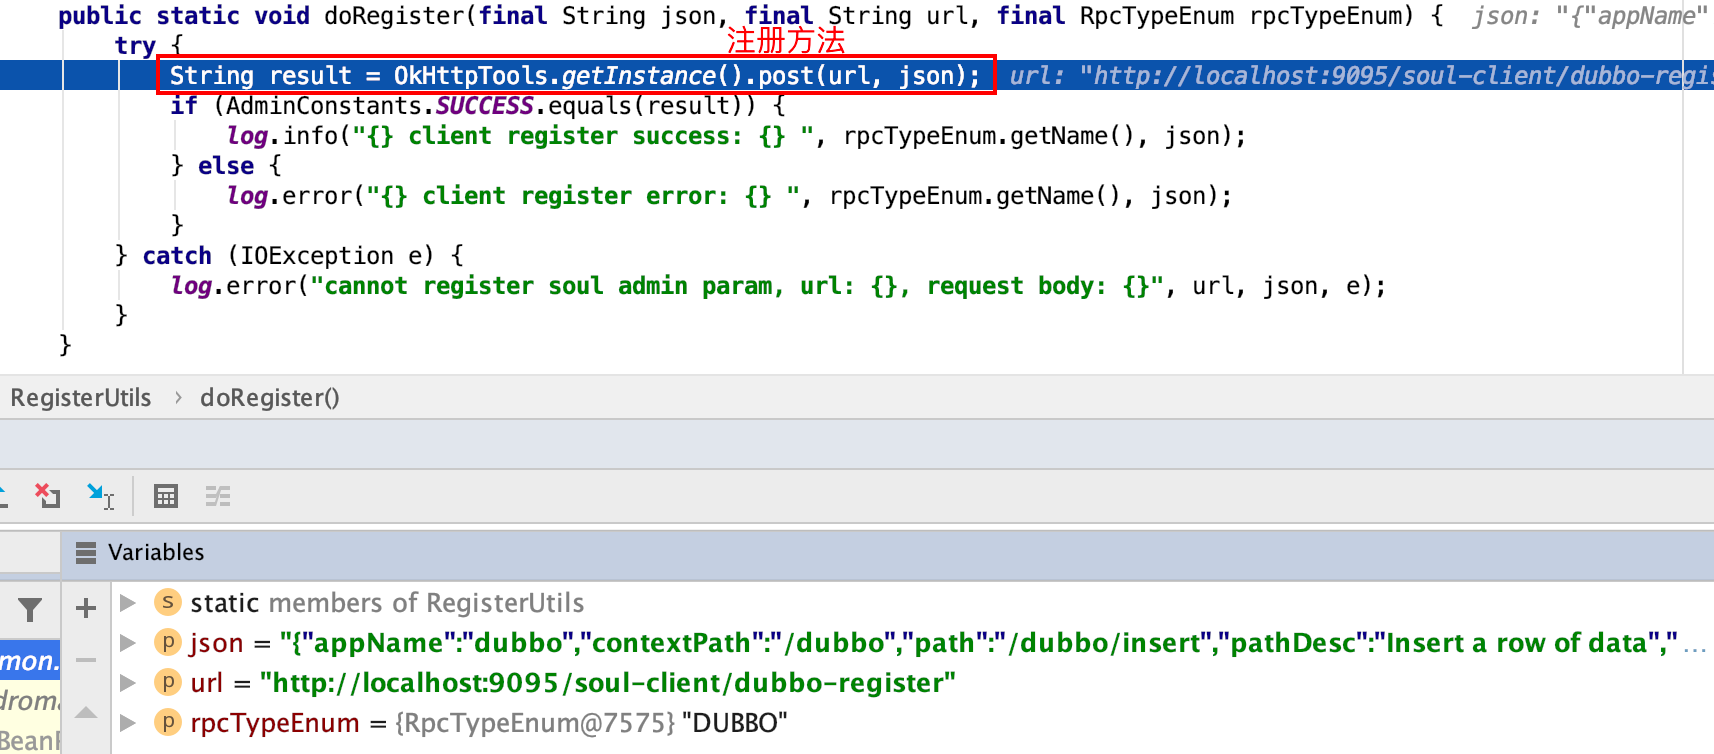 public static void doRegister(final String json, final String url, final RpcTypeEnum rpcTypeEnum) { json: "{"appName"
注册方法
try {
String result = OkHttpTools.getInstance().post(url, json); url: "http://localhost:9095/soul-client/dubbo-regis
if (AdminConstants.SUCCESS.equals(result)) {
log.info("{} client register success: {} ", rpcTypeEnum.getName(), json);
} else {
log.error("{} client register error: {} ", rpcTypeEnum.getName(), json);
}
} catch (IOException e) {
log.error("cannot register soul admin param, url: {}, request body: {}", url, json, e);
}
}
RegisterUtils › doRegister()
Variables
s static members of RegisterUtils
p json = "{"appName":"dubbo","contextPath":"/dubbo","path":"/dubbo/insert","pathDesc":"Insert a row of data"," ...
mon.
p url = "http://localhost:9095/soul-client/dubbo-register"
droma
p rpcTypeEnum = {RpcTypeEnum@7575} "DUBBO"